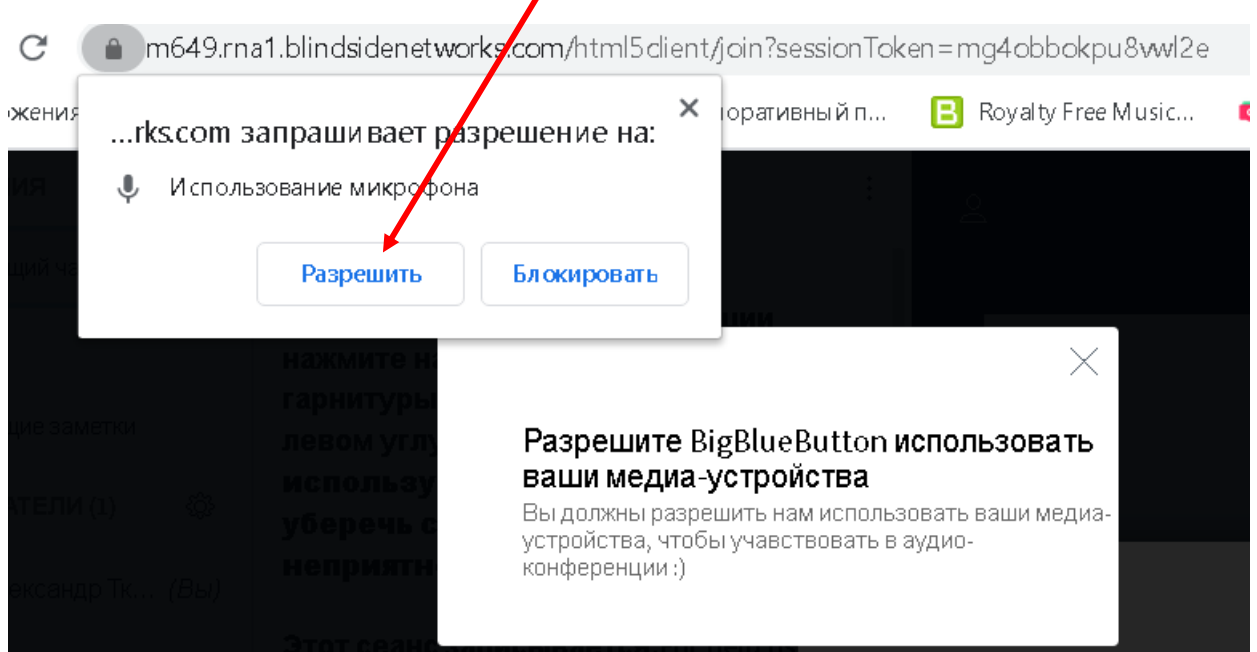 m649.rna1.blindsidenetworks.com/html5client/join?sessionToken=mg4obbokpu8vwl2e
ожения
оративный п...
B Royalty Free Music...
...rks.com запрашивает разрешение на:
Использование микрофона
Разрешить
Блокировать
ИЯ
щий ча
нажмите на
гарнитуры
левом углу
щие заметки
использу
АТЕЛИ (1)
уберечь с
неприятн
ександр Тк... (Вы)
Разрешите BigBlueButton использовать
ваши медиа-устройства
Вы должны разрешить нам использовать ваши медиа-
устройства, чтобы учавствовать в аудио-
конференции :)
Этот сеанс